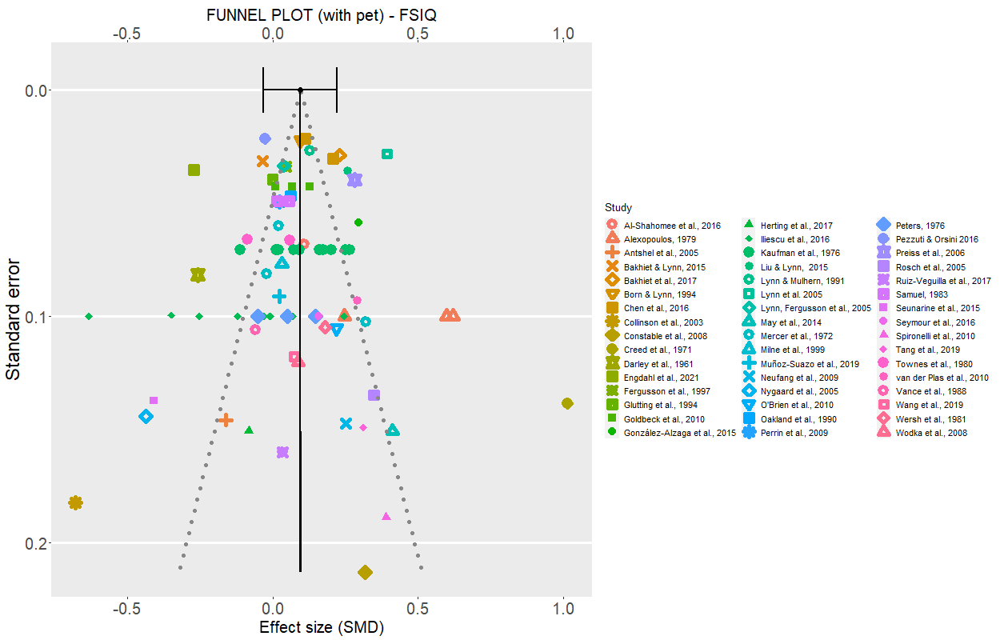 FUNNEL PLOT (with pet) - FSIQ
-0.5 0.0 0.5 1.0
0.0
0.1
0.2
Standard error
-0.5 0.0 0.5 1.0
Effect size (SMD)
Study
Al-Shahomee et al., 2016
Alexopoulos, 1979
Antshel et al., 2005
Bakhiet & Lynn, 2015
Bakhiet et al., 2017
Born & Lynn, 1994
Chen et al., 2016
Collinson et al., 2003
Constable et al., 2008
Creed et al., 1971
Darley et al., 1961
Engdahl et al., 2021
Fergusson et al., 1997
Glutting et al., 1994
Goldbeck et al., 2010
González-Alzaga et al., 2015
Herting et al., 2017
Iliescu et al., 2016
Kaufman et al., 1976
Liu & Lynn, 2015
Lynn & Mulhern, 1991
Lynn et al. 2005
Lynn, Fergusson et al., 2005
May et al., 2014
Mercer et al., 1972
Milne et al., 1999
Muñoz-Suazo et al., 2019
Neufang et al., 2009
Nygaard et al., 2005
O'Brien et al., 2010
Oakland et al., 1990
Perrin et al., 2009
Peters, 1976
Pezzuti & Orsini 2016
Preiss et al., 2006
Rosch et al., 2005
Ruiz-Veguilla et al., 2017
Samuel, 1983
Seunarine et al., 2015
Seymour et al., 2016
Spironelli et al., 2010
Tang et al., 2019
Townes et al., 1980
van der Plas et al., 2010
Vance et al., 1988
Wang et al., 2019
Wersh et al., 1981
Wodka et al., 2008